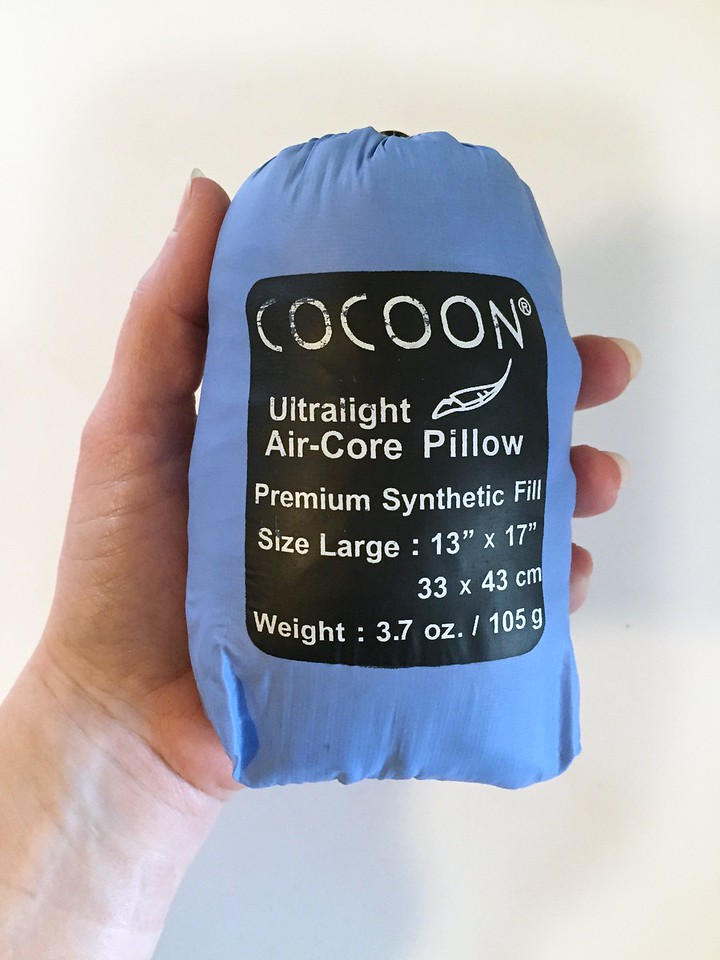 COCOON®
Ultralight
Air-Core Pillow
Premium Synthetic Fill
Size Large : 13" x 17"
33 x 43 cm
Weight : 3.7 oz. / 105 g